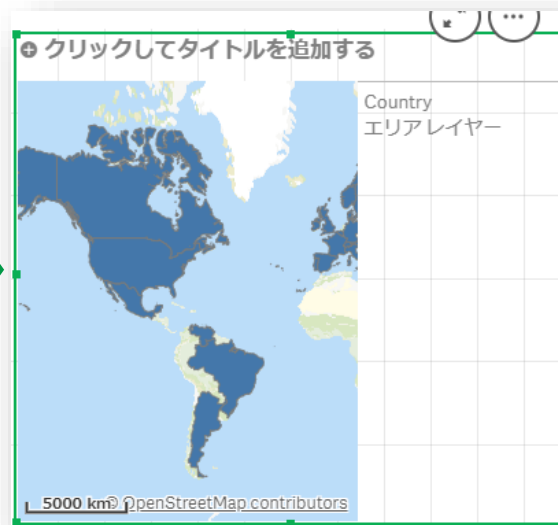 クリックしてタイトルを追加する
Country
エリアレイヤー
5000 km
© OpenStreetMap contributors